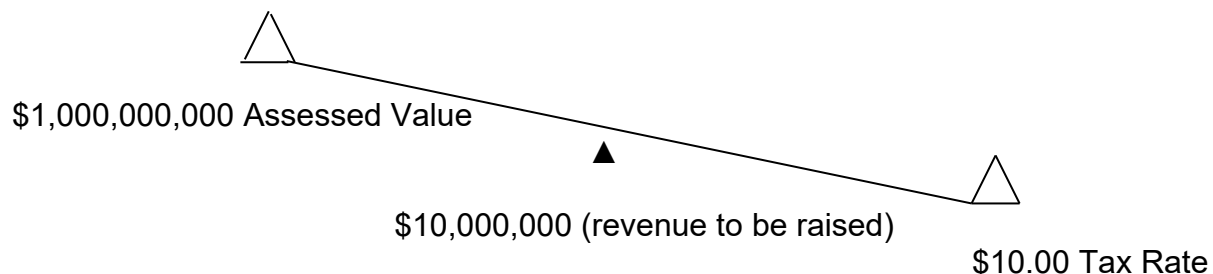 $1,000,000,000 Assessed Value
$10,000,000 (revenue to be raised)
$10.00 Tax Rate